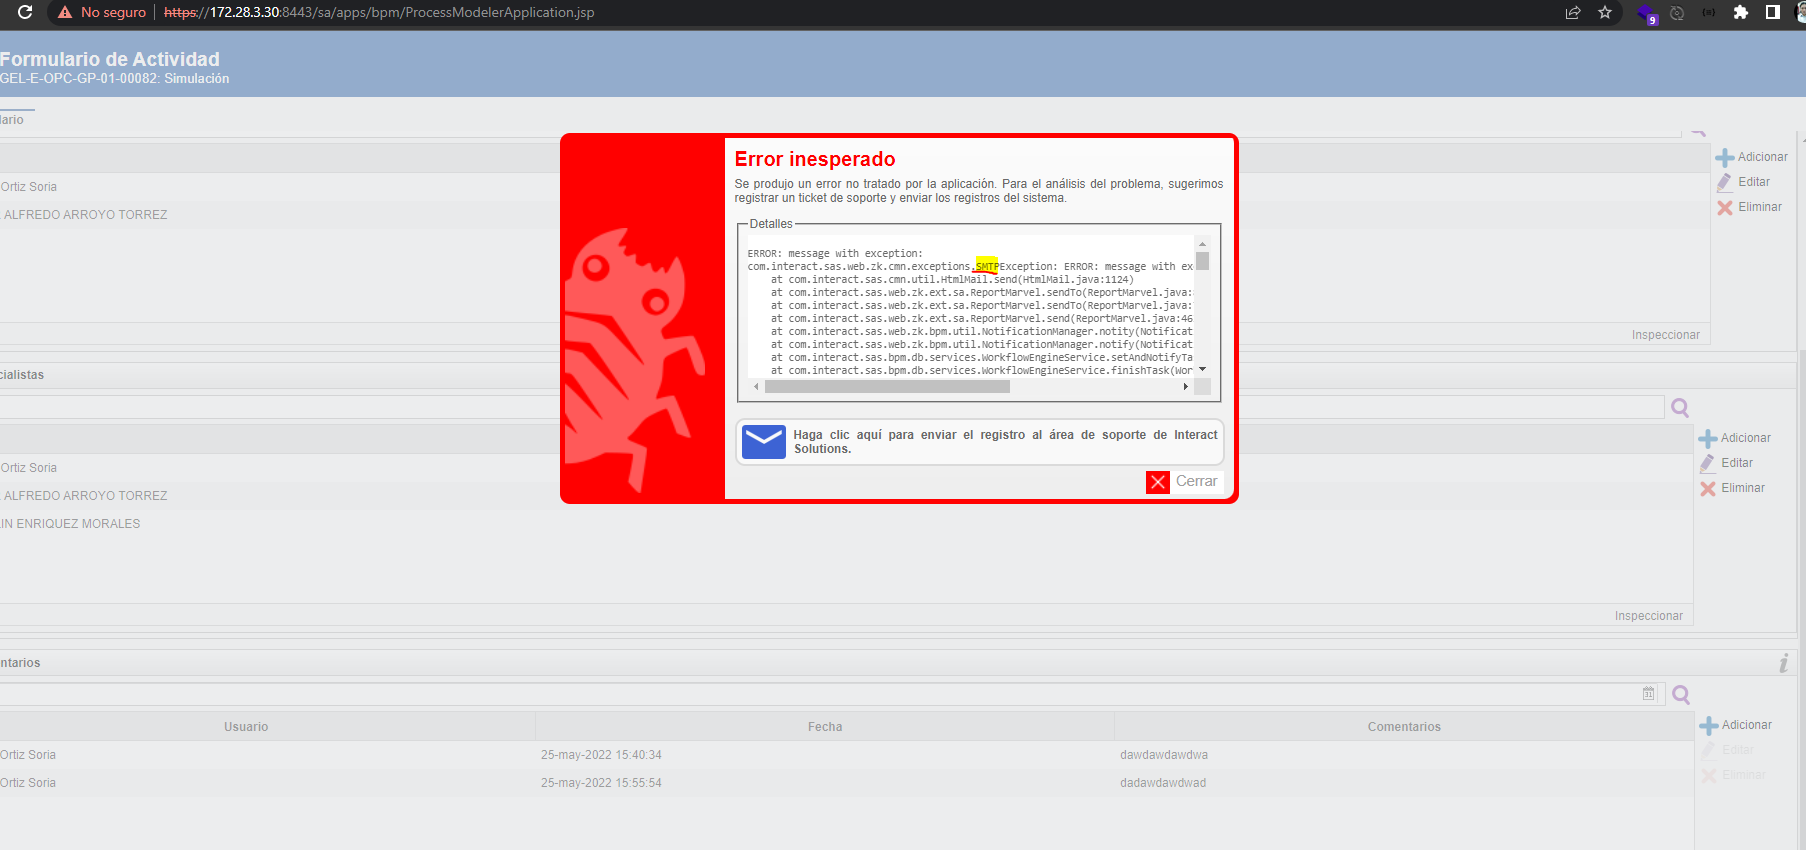 No seguro
https://172.28.3.30:8443/sa/apps/bpm/ProcessModelerApplication.jsp
9
Formulario de Actividad
GEL-E-OPC-GP-01-00082: Simulación
lario
Adicionar
Ortiz Soria
Editar
Eliminar
ALFREDO ARROYO TORREZ
Error inesperado
Se produjo un error no tratado por la aplicación. Para el análisis del problema, sugerimos
registrar un ticket de soporte y enviar los registros del sistema.
Detalles
ERROR: message with exception:
com.interact.sas.web.zk.cmn.exceptions.SMTPException: ERROR: message with ex
at com.interact.sas.cmn.util.HtmlMail.send(HtmlMail.java:1124)
at com.interact.sas.web.zk.ext.sa.ReportMarvel.sendTo(ReportMarvel.java:
at com.interact.sas.web.zk.ext.sa.ReportMarvel.sendTo(ReportMarvel.java:
at com.interact.sas.web.zk.ext.sa.ReportMarvel.send(ReportMarvel.java:46
at com.interact.sas.web.zk.bpm.util.NotificationManager.notity(Notificat
at com.interact.sas.web.zk.bpm.util.NotificationManager.notify(Notificat
at com.interact.sas.bpm.db.services.WorkflowEngineService.setAndNotifyTa
at com.interact.sas.bpm.db.services.WorkflowEngineService.finishTask(Wor
Haga clic aquí para enviar el registro al área de soporte de Interact
Solutions.
Cerrar
Inspeccionar
cialistas
Adicionar
Ortiz Soria
Editar
Eliminar
ALFREDO ARROYO TORREZ
IN ENRIQUEZ MORALES
Inspeccionar
ntarios
31
Usuario Fecha Comentarios
Adicionar
Ortiz Soria 25-may-2022 15:40:34 dawdawdawdwa
Editar
Ortiz Soria 25-may-2022 15:55:54 dadawdawdwad
Eliminar